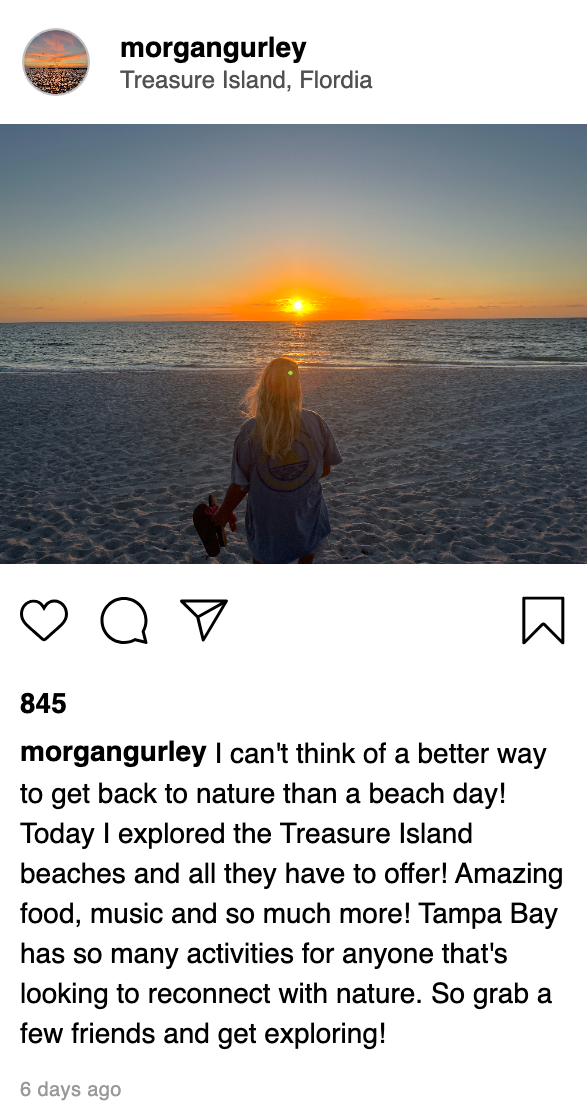 morgangurley
Treasure Island, Flordia
845
morgangurley I can't think of a better way
to get back to nature than a beach day!
Today I explored the Treasure Island
beaches and all they have to offer! Amazing
food, music and so much more! Tampa Bay
has so many activities for anyone that's
looking to reconnect with nature. So grab a
few friends and get exploring!
6 days ago